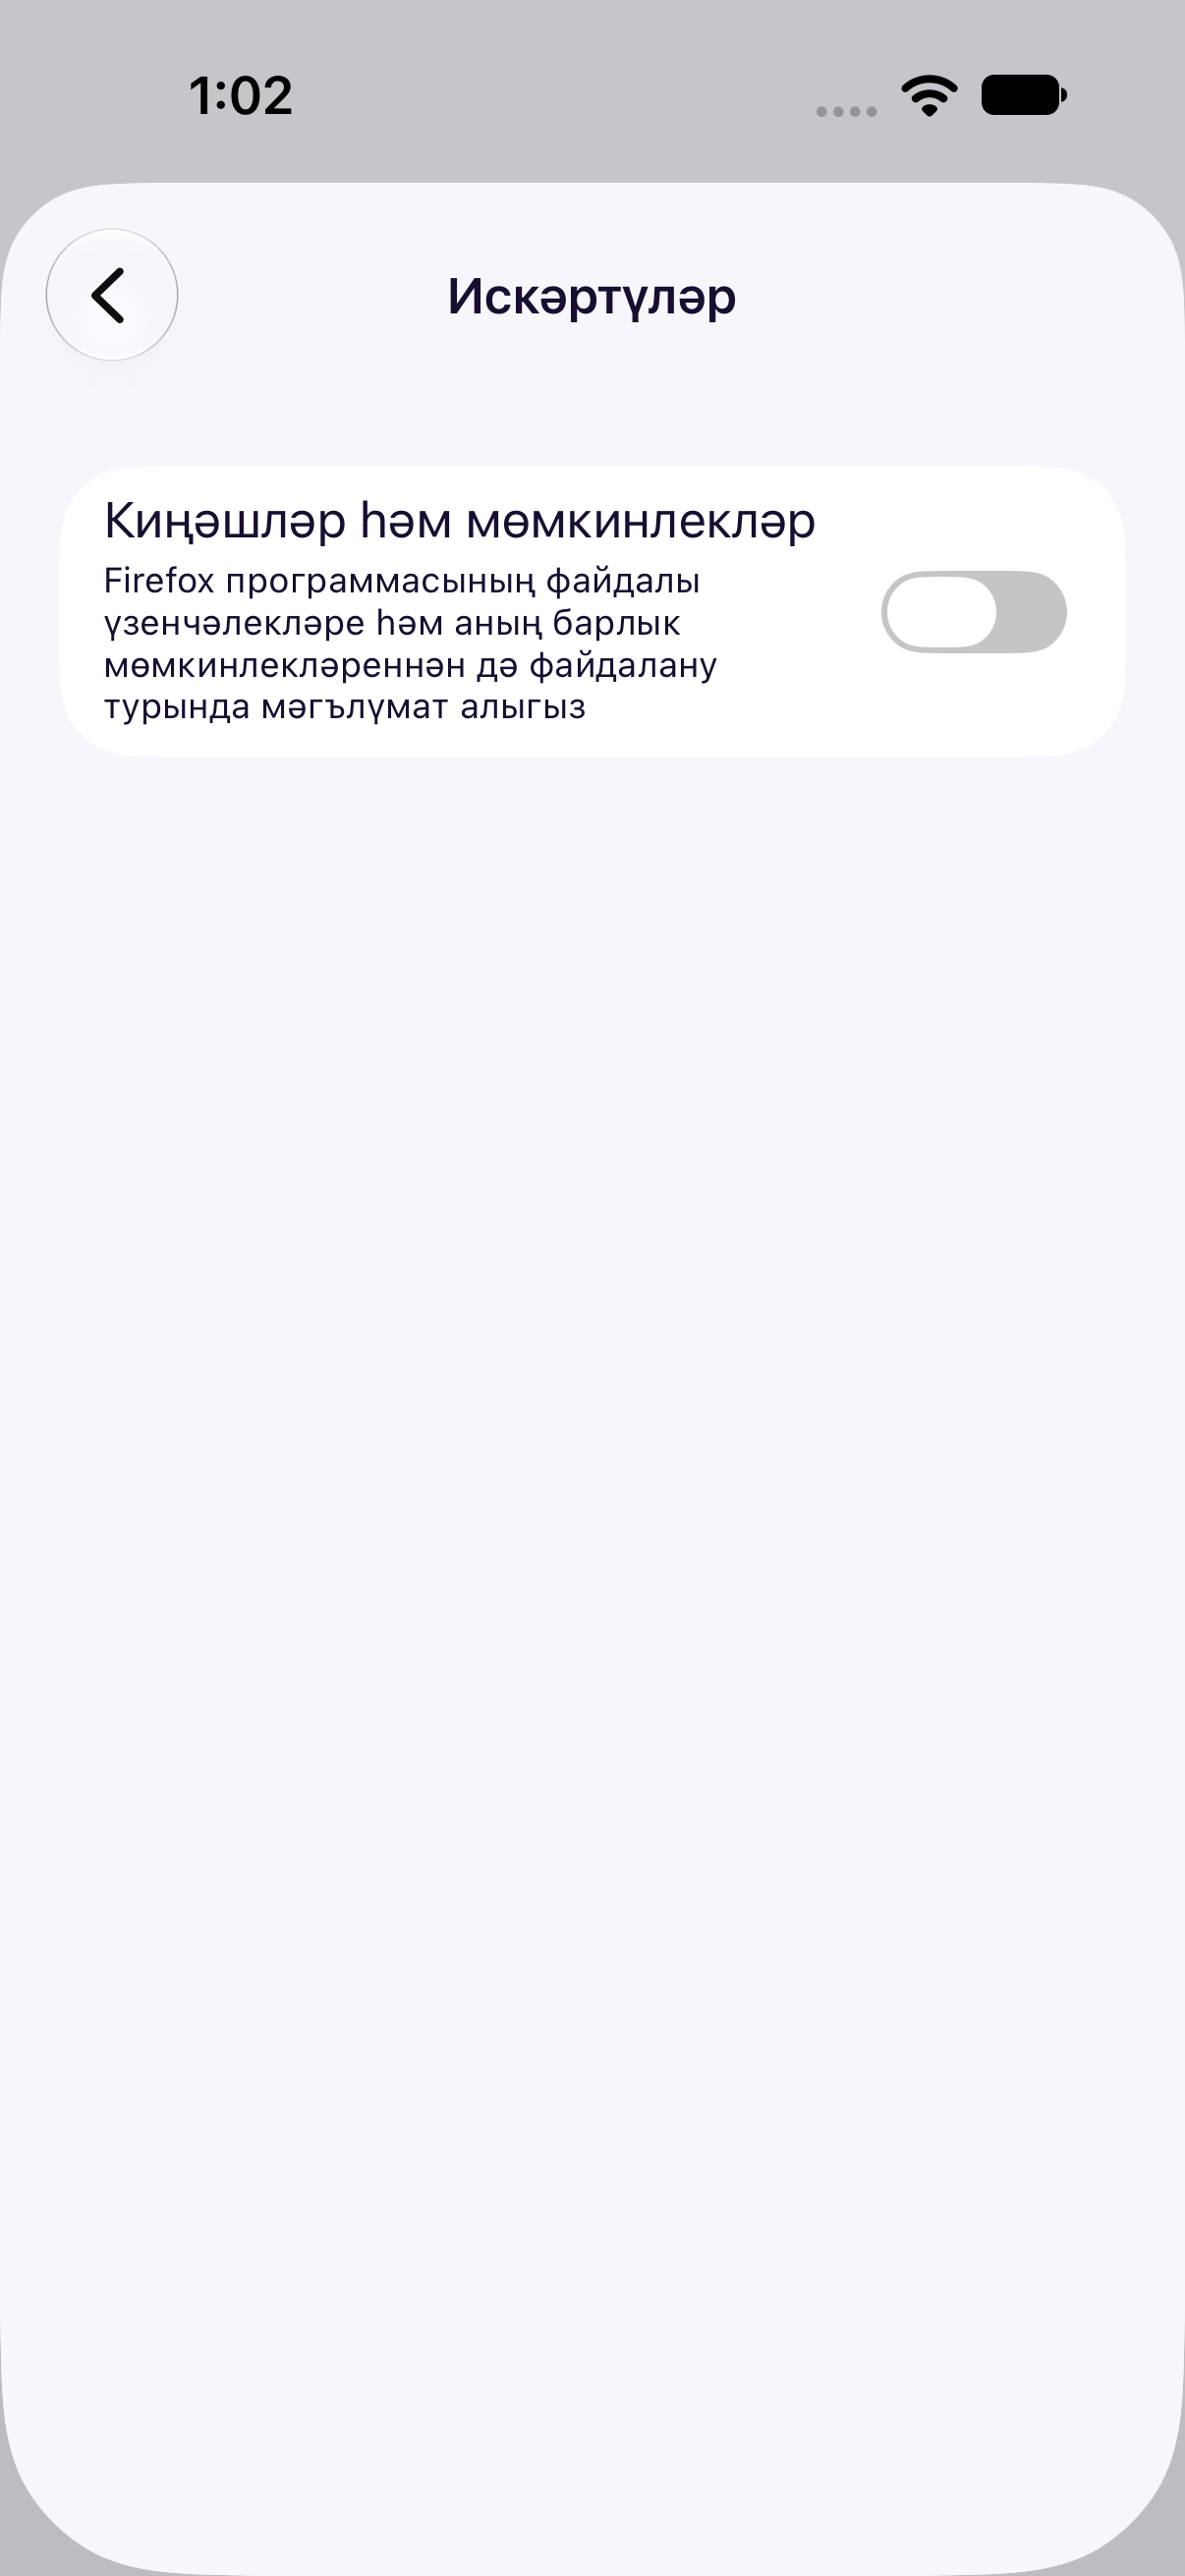 1:02
Искәртүләр
Киңәшләр һәм мөмкинлекләр
Firefox программасының файдалы
үзенчәлекләре һәм аның барлык
мөмкинлекләреннән дә файдалану
турында мәгълүмат алыгыз